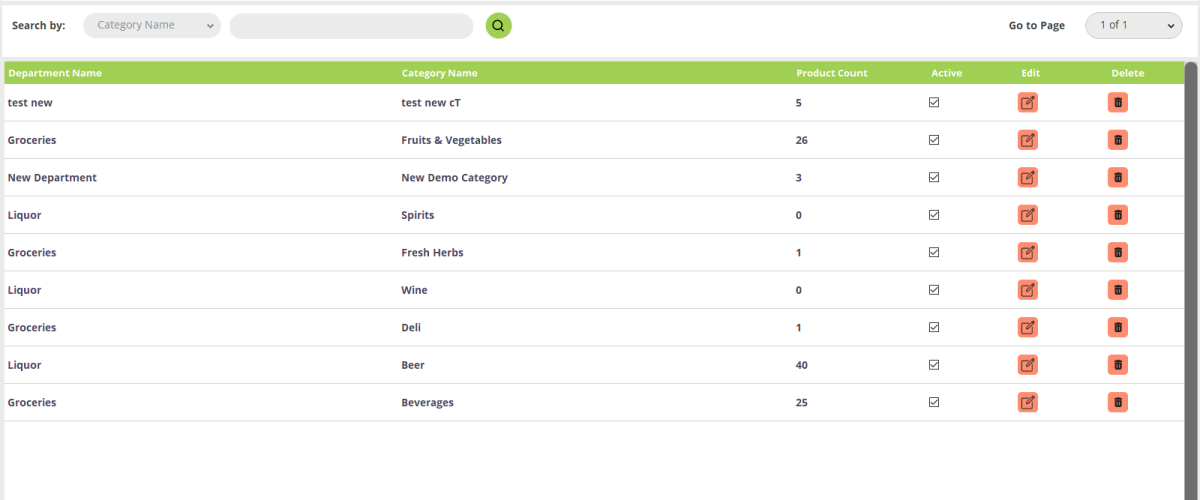 Search by: Category Name Go to Page 1 of 1
Department Name Category Name Product Count Active Edit Delete
test new test new cT 5
Groceries Fruits & Vegetables 26
New Department New Demo Category 3
Liquor Spirits 0
Groceries Fresh Herbs 1
Liquor Wine 0
Groceries Deli 1
Liquor Beer 40
Groceries Beverages 25